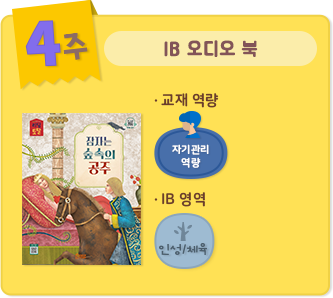 4주
IB 오디오 북
· 교재 역량
잠자는
숲속의
공주
자기관리
역량
· IB 영역
인성/체육